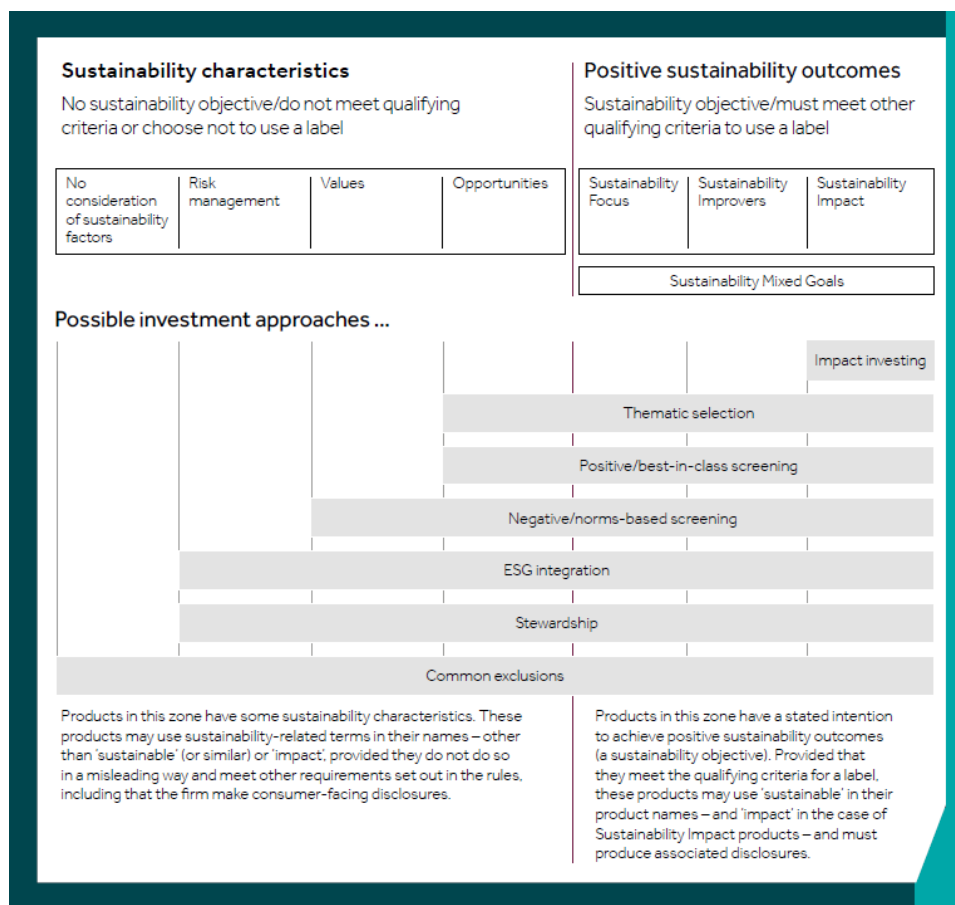 Sustainability characteristics
No sustainability objective/do not meet qualifying
criteria or choose not to use a label
Positive sustainability outcomes
Sustainability objective/must meet other
qualifying criteria to use a label
No
consideration
of sustainability
factors
Risk
management
Values
Opportunities
Sustainability
Focus
Sustainability
Improvers
Sustainability
Impact
Sustainability Mixed Goals
Possible investment approaches ...
Impact investing
Thematic selection
Positive/best-in-class screening
Negative/norms-based screening
ESG integration
Stewardship
Common exclusions
Products in this zone have some sustainability characteristics. These
products may use sustainability-related terms in their names – other
than ‘sustainable’ (or similar) or ‘impact’, provided they do not do so
in a misleading way and meet other requirements set out in the rules,
including that the firm make consumer-facing disclosures.
Products in this zone have a stated intention
to achieve positive sustainability outcomes
(a sustainability objective). Provided that
they meet the qualifying criteria for a label,
these products may use ‘sustainable’ in their
product names – and ‘impact’ in the case of
Sustainability Impact products – and must
produce associated disclosures.